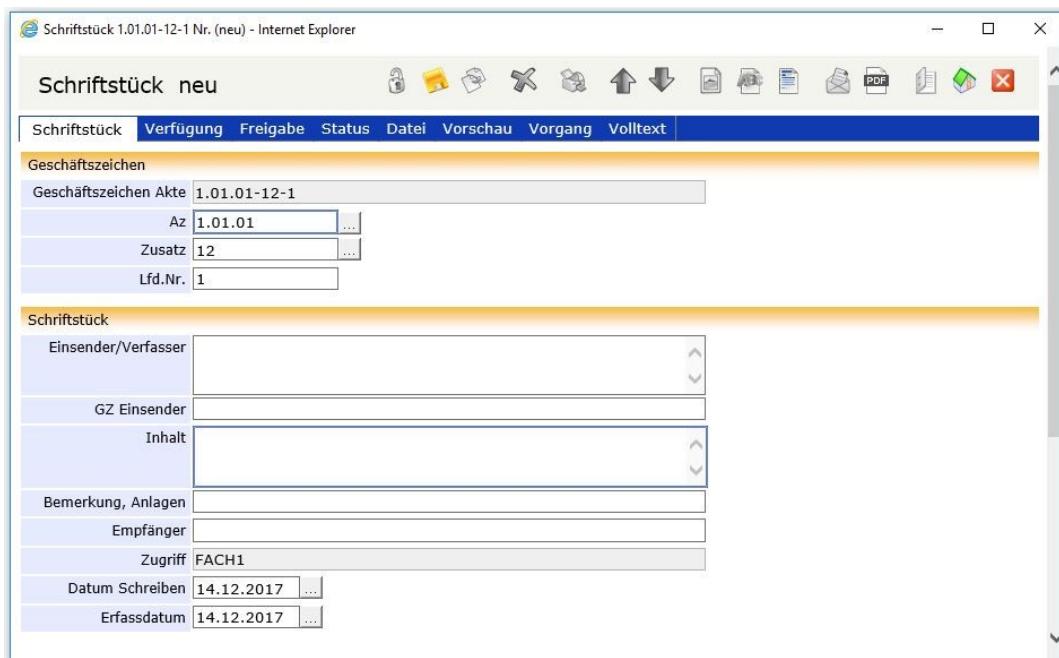 Schriftstück 1.01.01-12-1 Nr. (neu) - Internet Explorer
Schriftstück neu
PDF
Schriftstück Verfügung Freigabe Status Datei Vorschau Vorgang Volltext
Geschäftszeichen
Geschäftszeichen Akte 1.01.01-12-1
Az 1.01.01 ...
Zusatz 12 ...
Lfd.Nr. 1
Schriftstück
Einsender/Verfasser
GZ Einsender
Inhalt
Bemerkung, Anlagen
Empfänger
Zugriff FACH1
Datum Schreiben 14.12.2017 ...
Erfassdatum 14.12.2017 ...